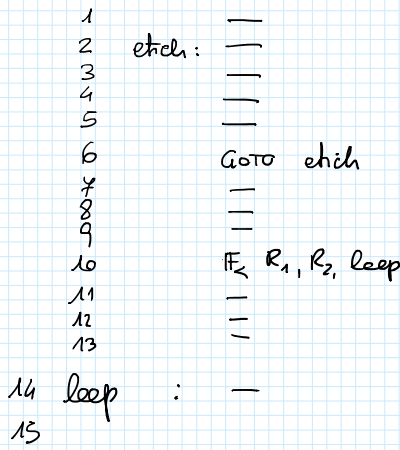 1 —
2 etich: —
3 —
4 —
5 —
6 GOTO etich
7 —
8 —
9 —
10 IF< R1, R2, loop
11 —
12 —
13 —
14 loop : —
15